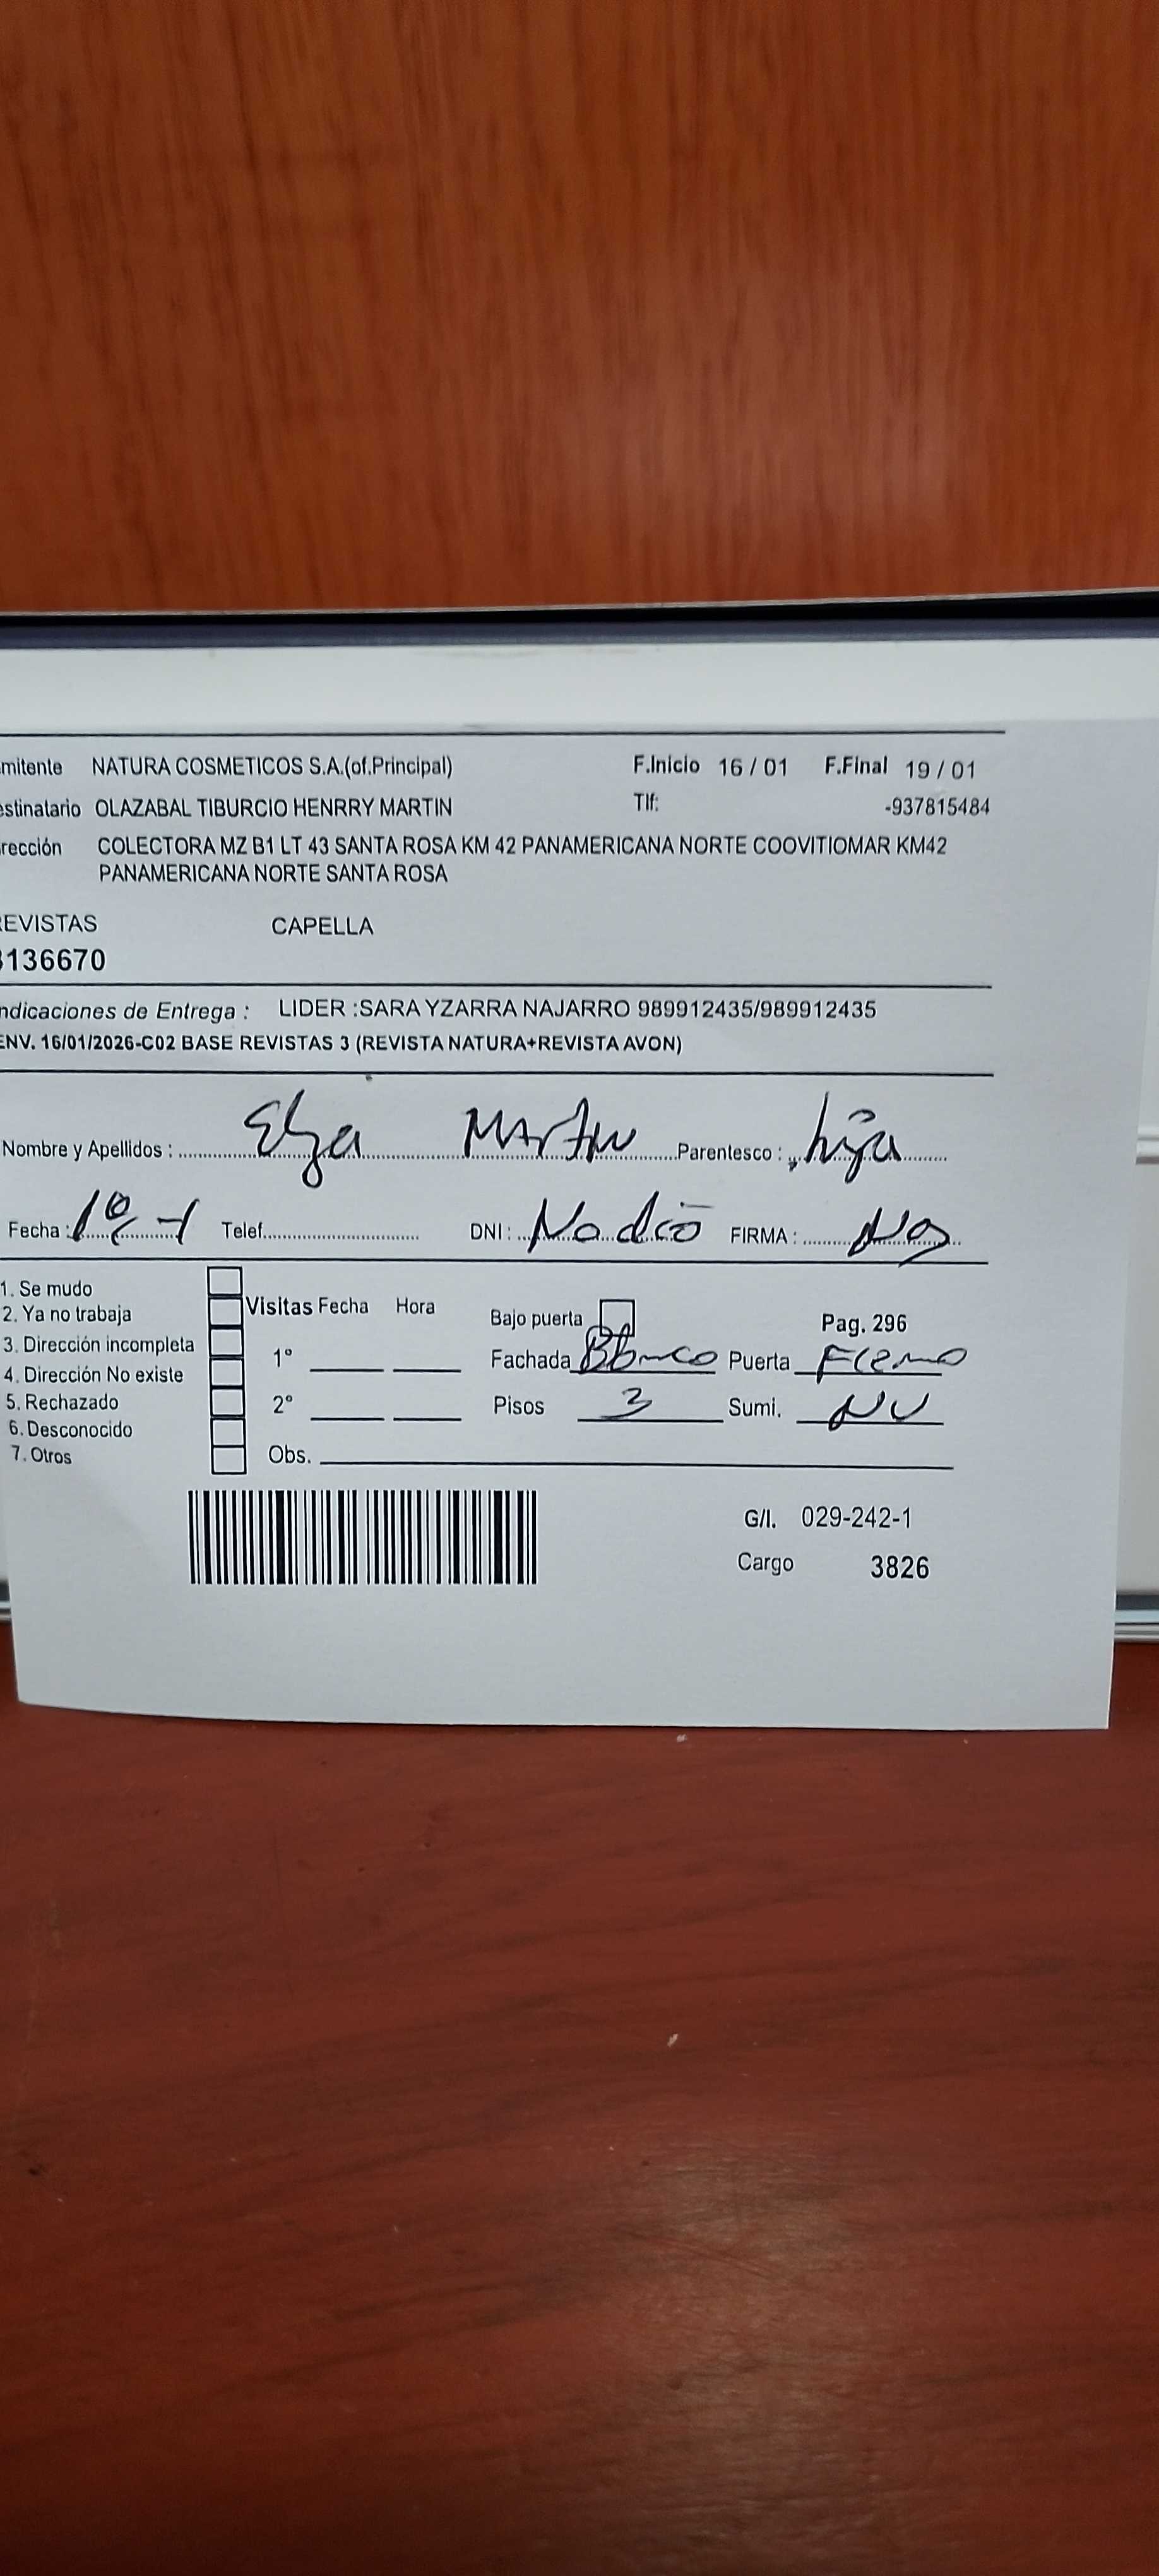 mitente NATURA COSMETICOS S.A.(of.Principal) F.Inicio 16 / 01 F.Final 19 / 01
estinatario OLAZABAL TIBURCIO HENRRY MARTIN Tlf: -937815484
rección COLECTORA MZ B1 LT 43 SANTA ROSA KM 42 PANAMERICANA NORTE COOVITIOMAR KM42
PANAMERICANA NORTE SANTA ROSA
REVISTAS CAPELLA
3136670
ndicaciones de Entrega : LIDER :SARA YZARRA NAJARRO 989912435/989912435
ENV. 16/01/2026-C02 BASE REVISTAS 3 (REVISTA NATURA+REVISTA AVON)
Nombre y Apellidos : Elza Martin Parentesco : hija
Fecha : Telef. DNI : No dio FIRMA :
1. Se mudo
2. Ya no trabaja Visitas Fecha Hora Bajo puerta Pag. 296
3. Dirección incompleta 1° Fachada Blanco Puerta Fierro
4. Dirección No existe
5. Rechazado 2° Pisos 3 Sumi. NV
6. Desconocido
7. Otros Obs.
G/I. 029-242-1
Cargo 3826